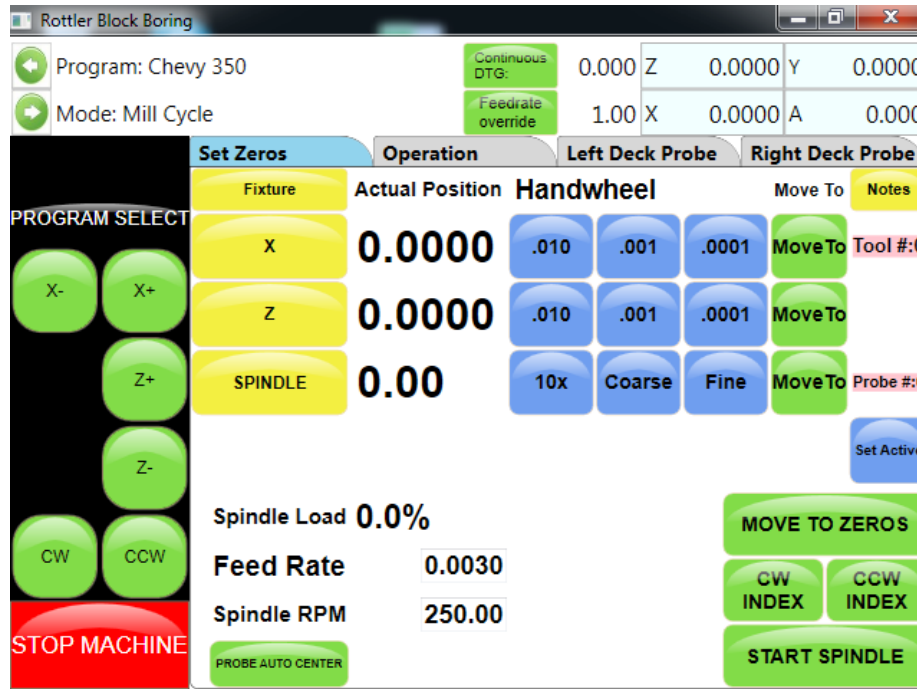 Rottler Block Boring
Program: Chevy 350
Continuous DTG:
0.000 Z 0.0000 Y 0.0000
Mode: Mill Cycle
Feedrate override
1.00 X 0.0000 A 0.000
Set Zeros Operation Left Deck Probe Right Deck Probe
Fixture Actual Position Handwheel Move To Notes
PROGRAM SELECT
X 0.0000 .010 .001 .0001 MoveTo Tool #:0
X- X+
Z 0.0000 .010 .001 .0001 MoveTo
Z+
SPINDLE 0.00 10x Coarse Fine MoveTo Probe #:0
Z-
Set Active
Spindle Load 0.0%
MOVE TO ZEROS
CW CCW
Feed Rate 0.0030
CW INDEX
CCW INDEX
Spindle RPM 250.00
STOP MACHINE
PROBE AUTO CENTER
START SPINDLE